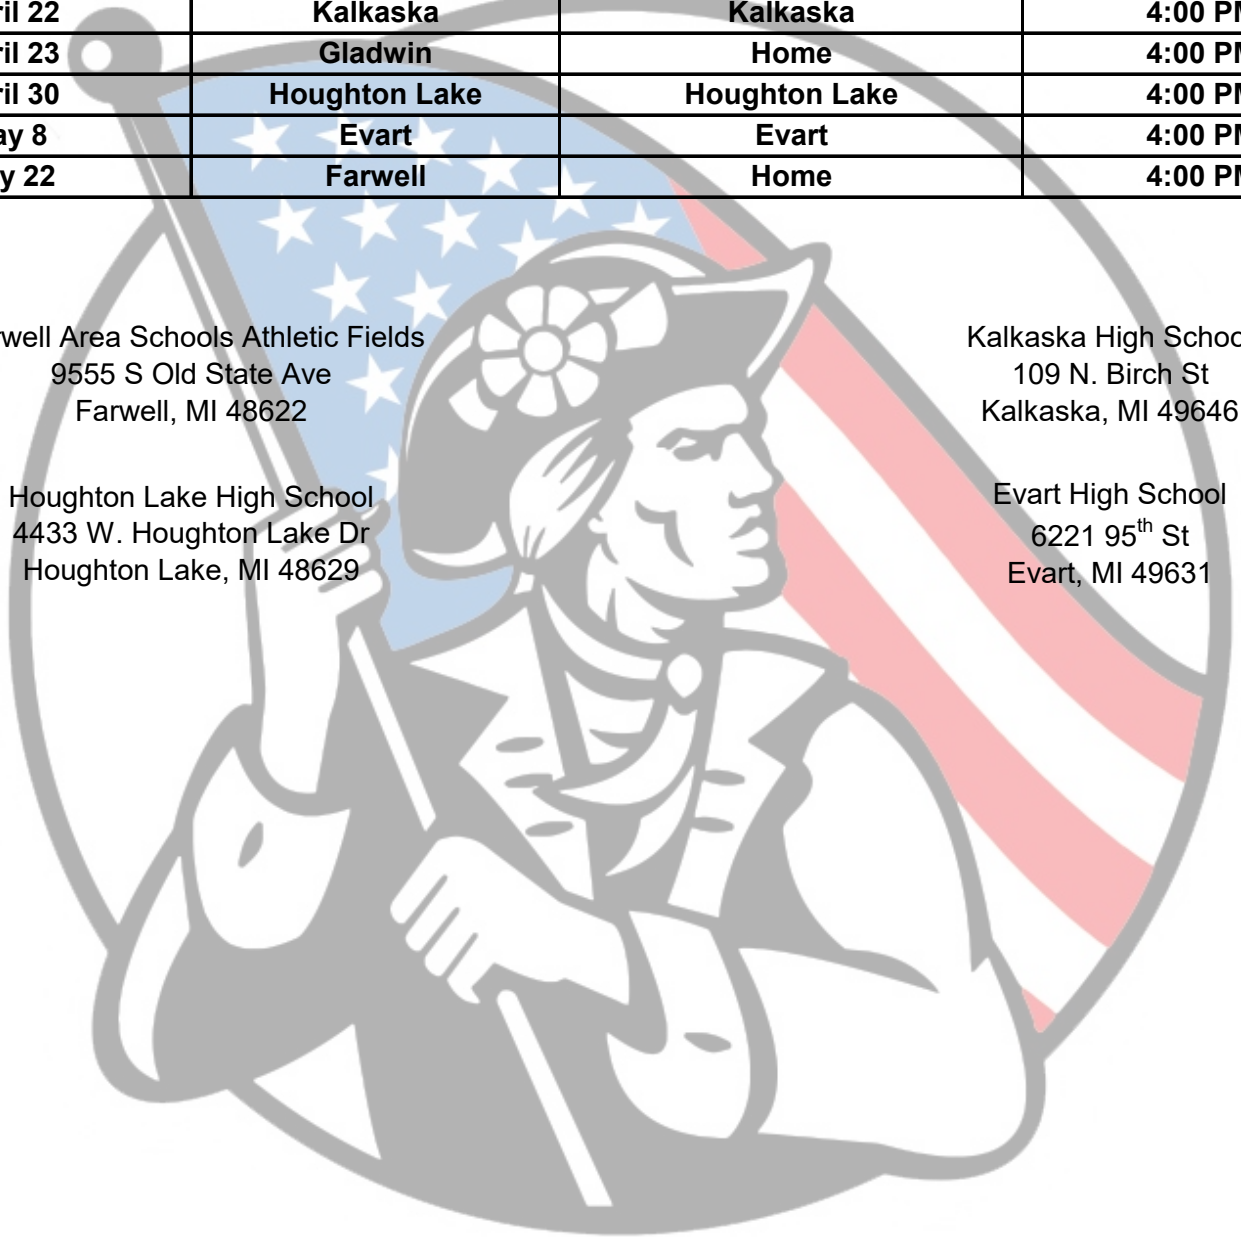 ril 22 Kalkaska Kalkaska 4:00 PM
ril 23 Gladwin Home 4:00 PM
ril 30 Houghton Lake Houghton Lake 4:00 PM
ay 8 Evart Evart 4:00 PM
y 22 Farwell Home 4:00 PM
rwell Area Schools Athletic Fields
9555 S Old State Ave
Farwell, MI 48622
Kalkaska High Schoo
109 N. Birch St
Kalkaska, MI 49646
Houghton Lake High School
4433 W. Houghton Lake Dr
Houghton Lake, MI 48629
Evart High School
6221 95th St
Evart, MI 49631